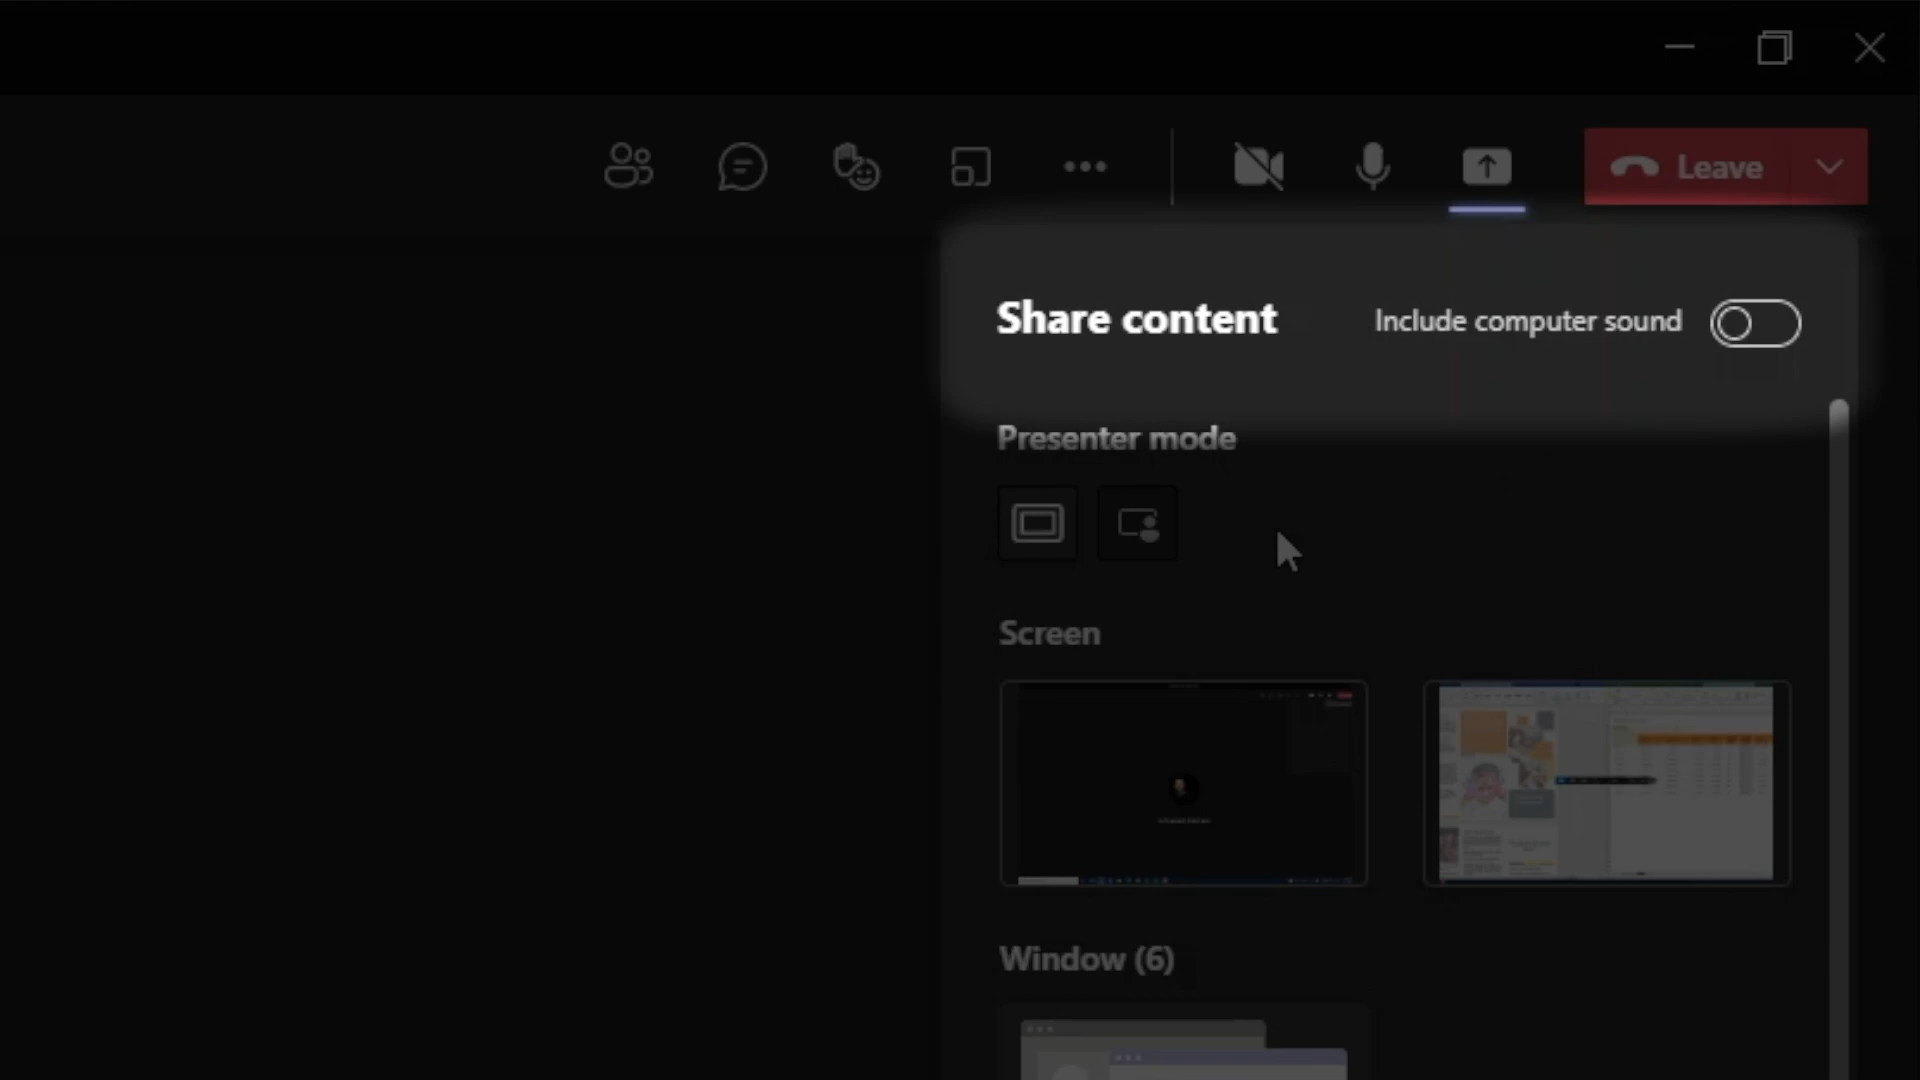 Leave
Share content
Include computer sound
Presenter mode
Screen
Window (6)